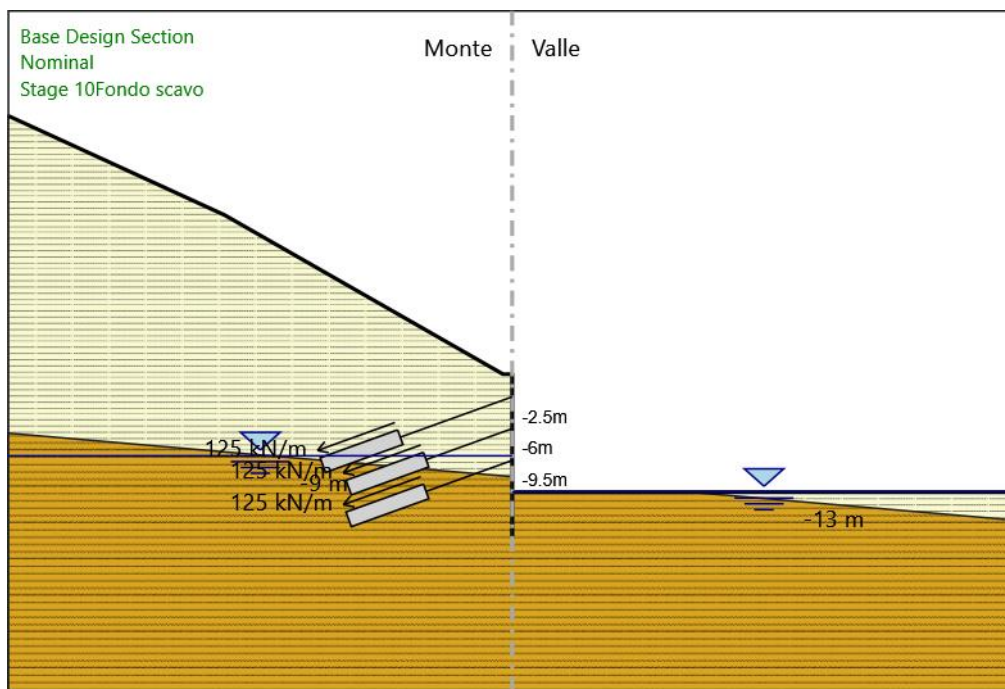 Base Design Section
Nominal
Stage 10Fondo scavo
Monte
Valle
-2.5m
-6m
-9.5m
125 kN/m
125 kN/m
-9 m
125 kN/m
-13 m